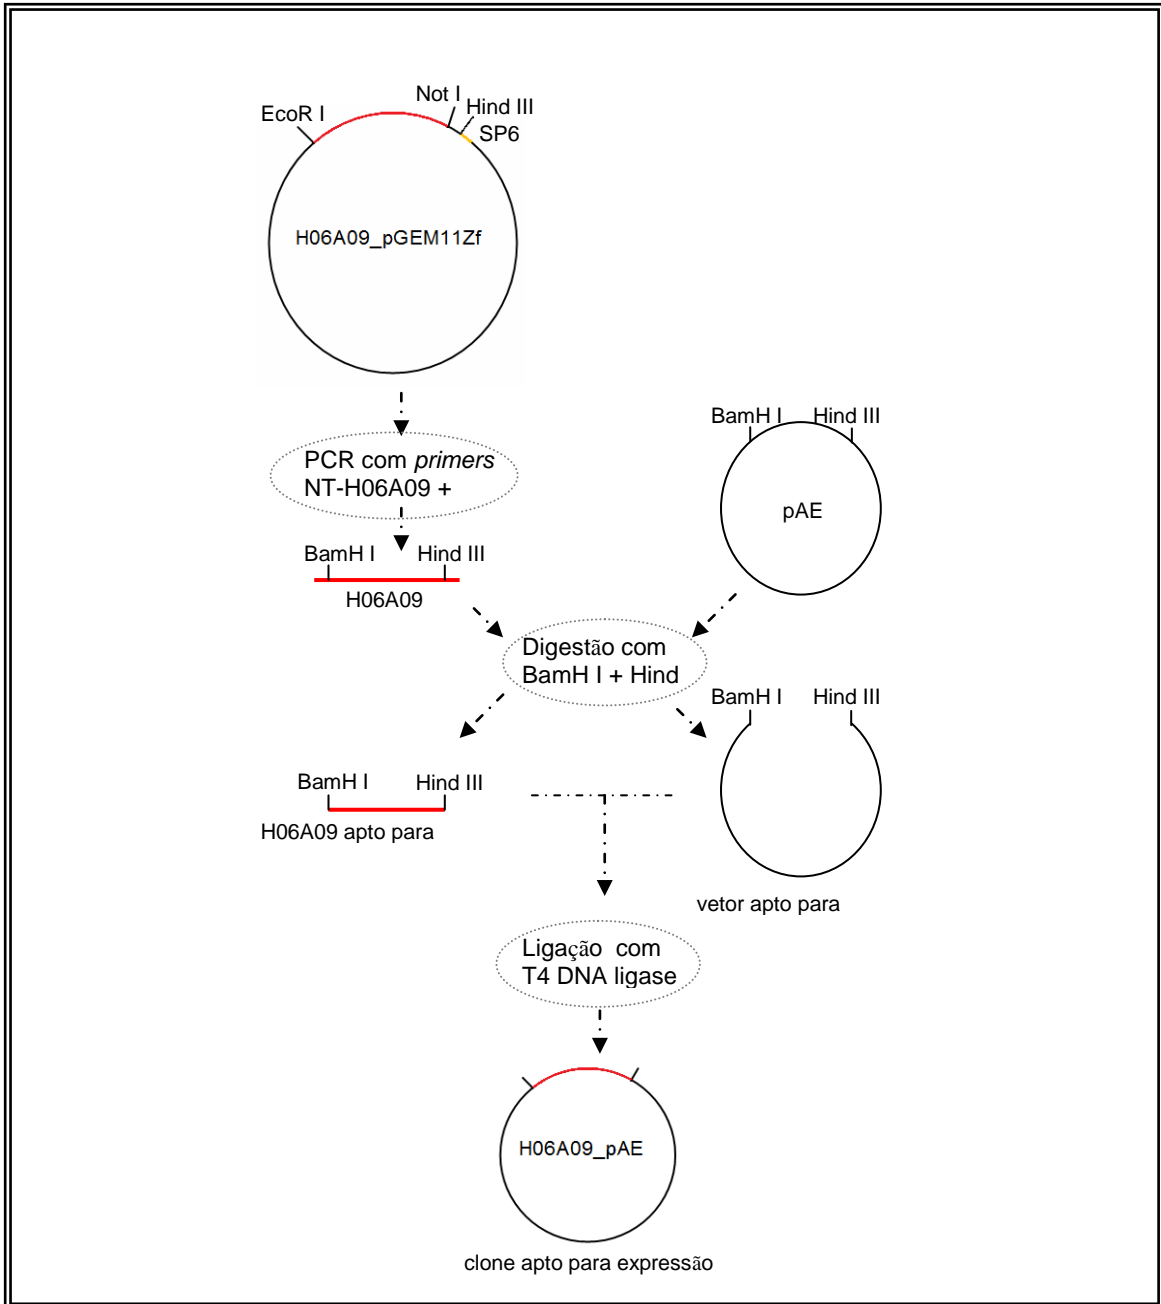 EcoR I
Not I
Hind III
SP6
H06A09_pGEM11Zf
PCR com primers
NT-H06A09 +
BamH I Hind III
H06A09
BamH I Hind III
pAE
Digestão com
BamH I + Hind
BamH I Hind III
H06A09 apto para
BamH I Hind III
vetor apto para
Ligação com
T4 DNA ligase
H06A09_pAE
clone apto para expressão